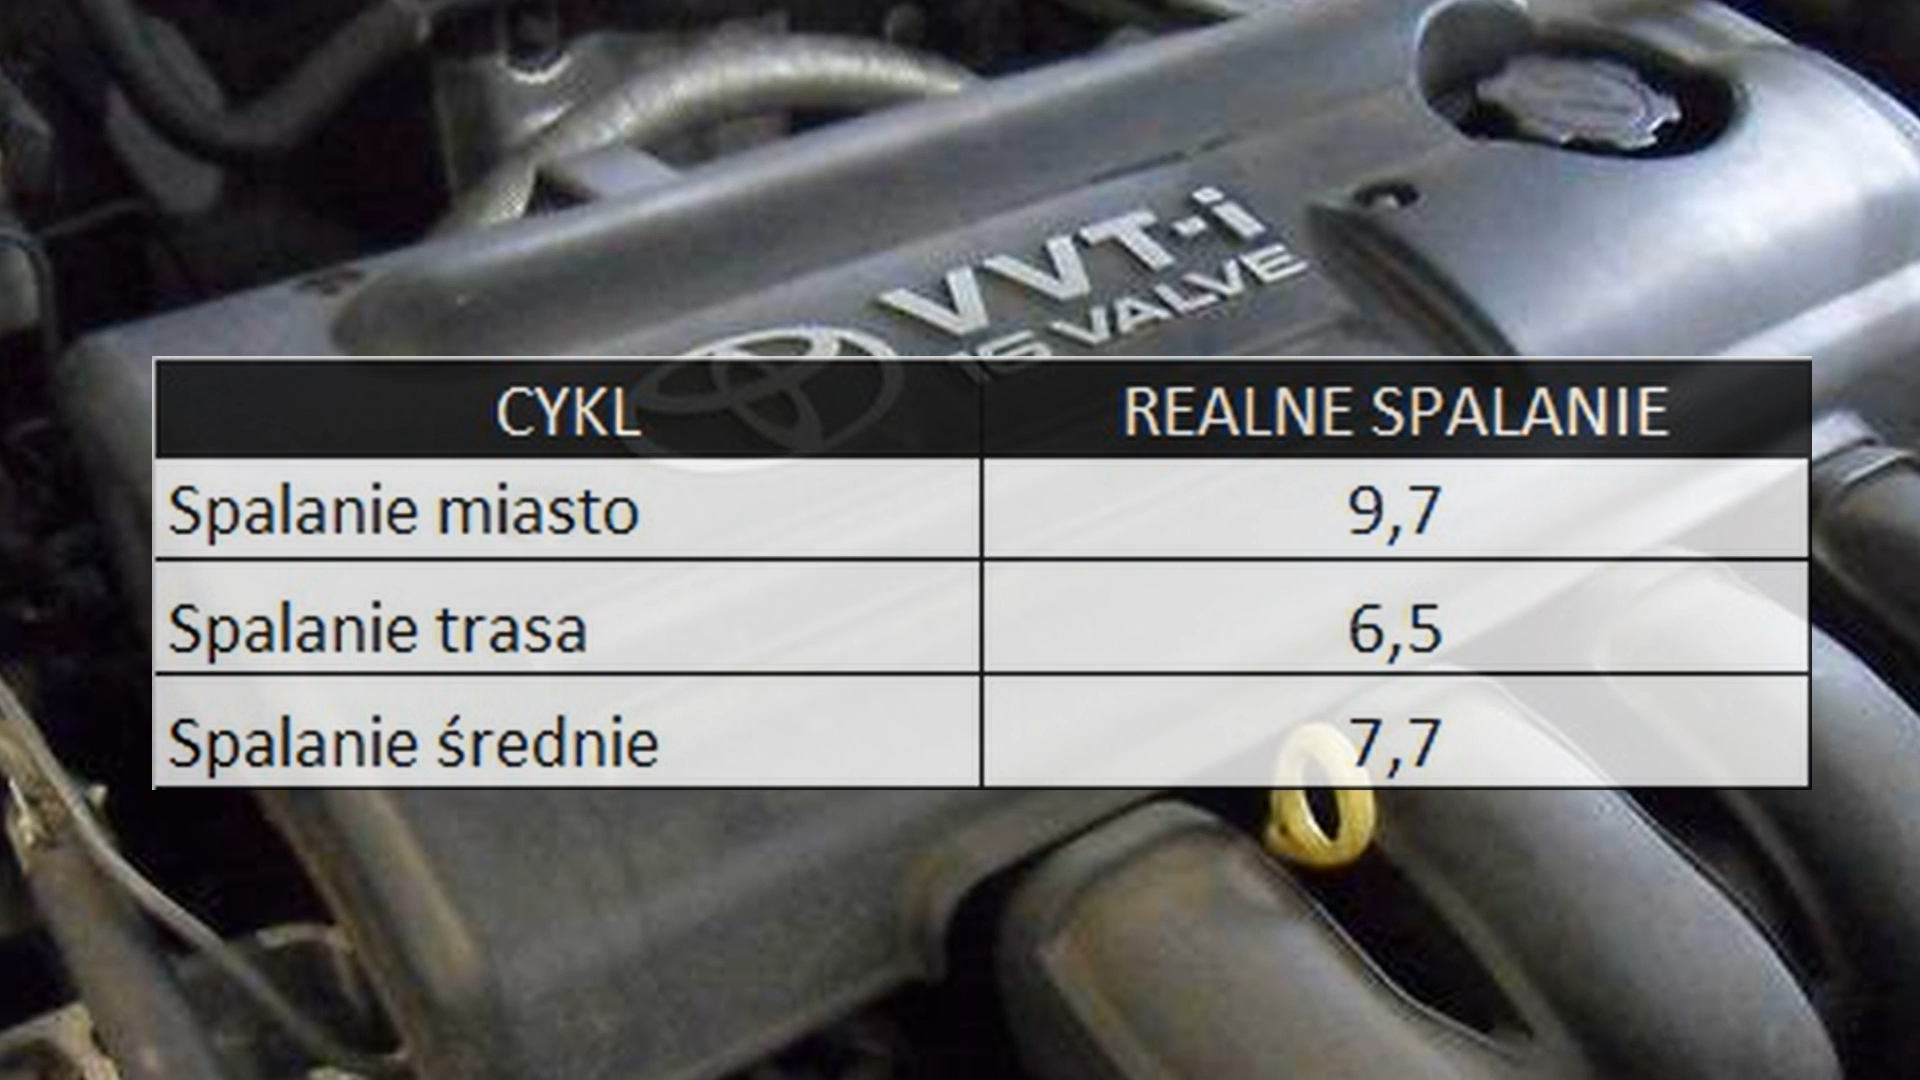 VVT-i
16 VALVE
CYKL REALNE SPALANIE
Spalanie miasto 9,7
Spalanie trasa 6,5
Spalanie średnie 7,7